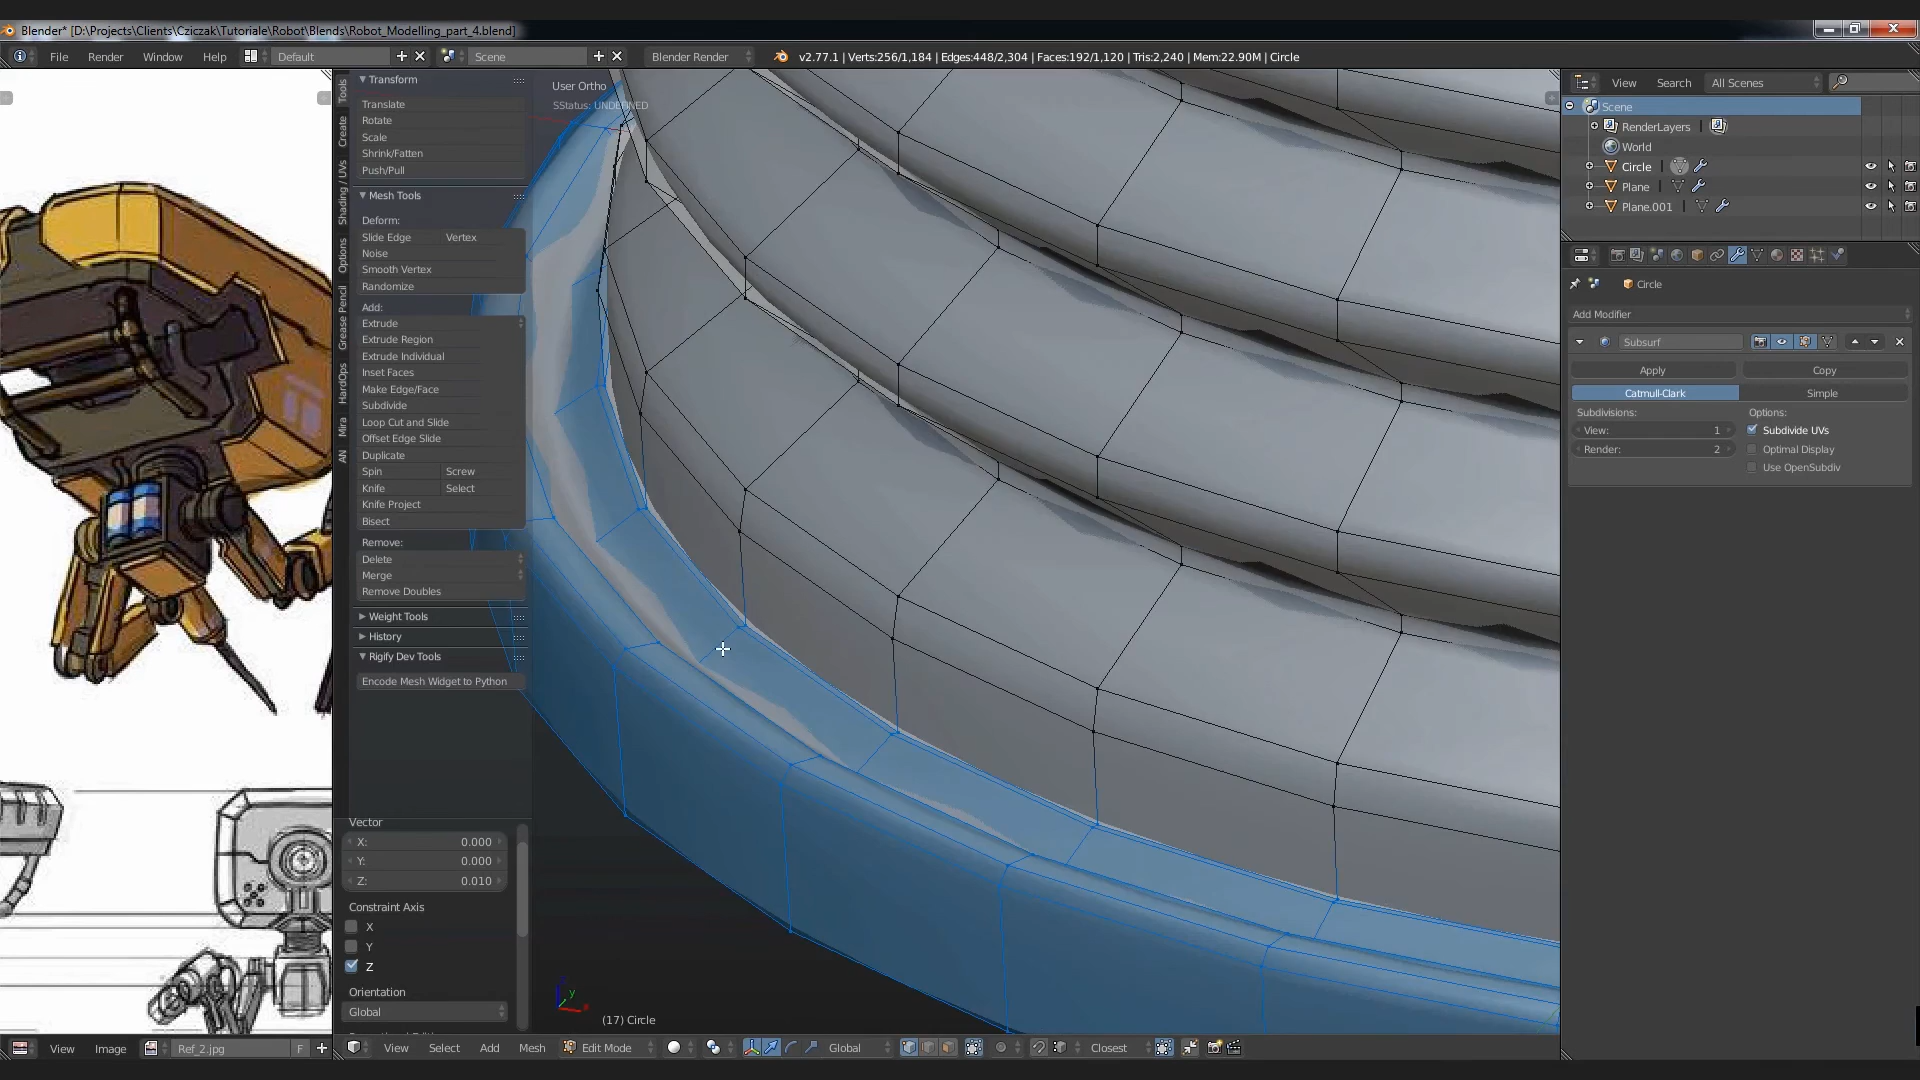 Blender* [D:\Projects\Clients\Cziczak\Tutoriale\Robot\Blends\Robot_Modelling_part_4.blend]
File Render Window Help Default Scene Blender Render v2.77.1 | Verts:256/1,184 | Edges:448/2,304 | Faces:192/1,120 | Tris:2,240 | Mem:22.90M | Circle
Tools
Create
Shading / UVs
Options
Grease Pencil
HardOps
Mira
AN
Transform
Translate
Rotate
Scale
Shrink/Fatten
Push/Pull
Mesh Tools
Deform:
Slide Edge Vertex
Noise
Smooth Vertex
Randomize
Add:
Extrude
Extrude Region
Extrude Individual
Inset Faces
Make Edge/Face
Subdivide
Loop Cut and Slide
Offset Edge Slide
Duplicate
Spin Screw
Knife Select
Knife Project
Bisect
Remove:
Delete
Merge
Remove Doubles
Weight Tools
History
Rigify Dev Tools
Encode Mesh Widget to Python
Vector
X: 0.000
Y: 0.000
Z: 0.010
Constraint Axis
X
Y
Z
Orientation
Global
User Ortho
SStatus: UNDEFINED
(17) Circle
View Search All Scenes
Scene
RenderLayers
World
Circle
Plane
Plane.001
Circle
Add Modifier
Subsurf
Apply Copy
Catmull-Clark Simple
Subdivisions: Options:
View: 1 Subdivide UVs
Render: 2 Optimal Display
Use OpenSubdiv
View Image Ref_2.jpg F
View Select Add Mesh Edit Mode Global Closest